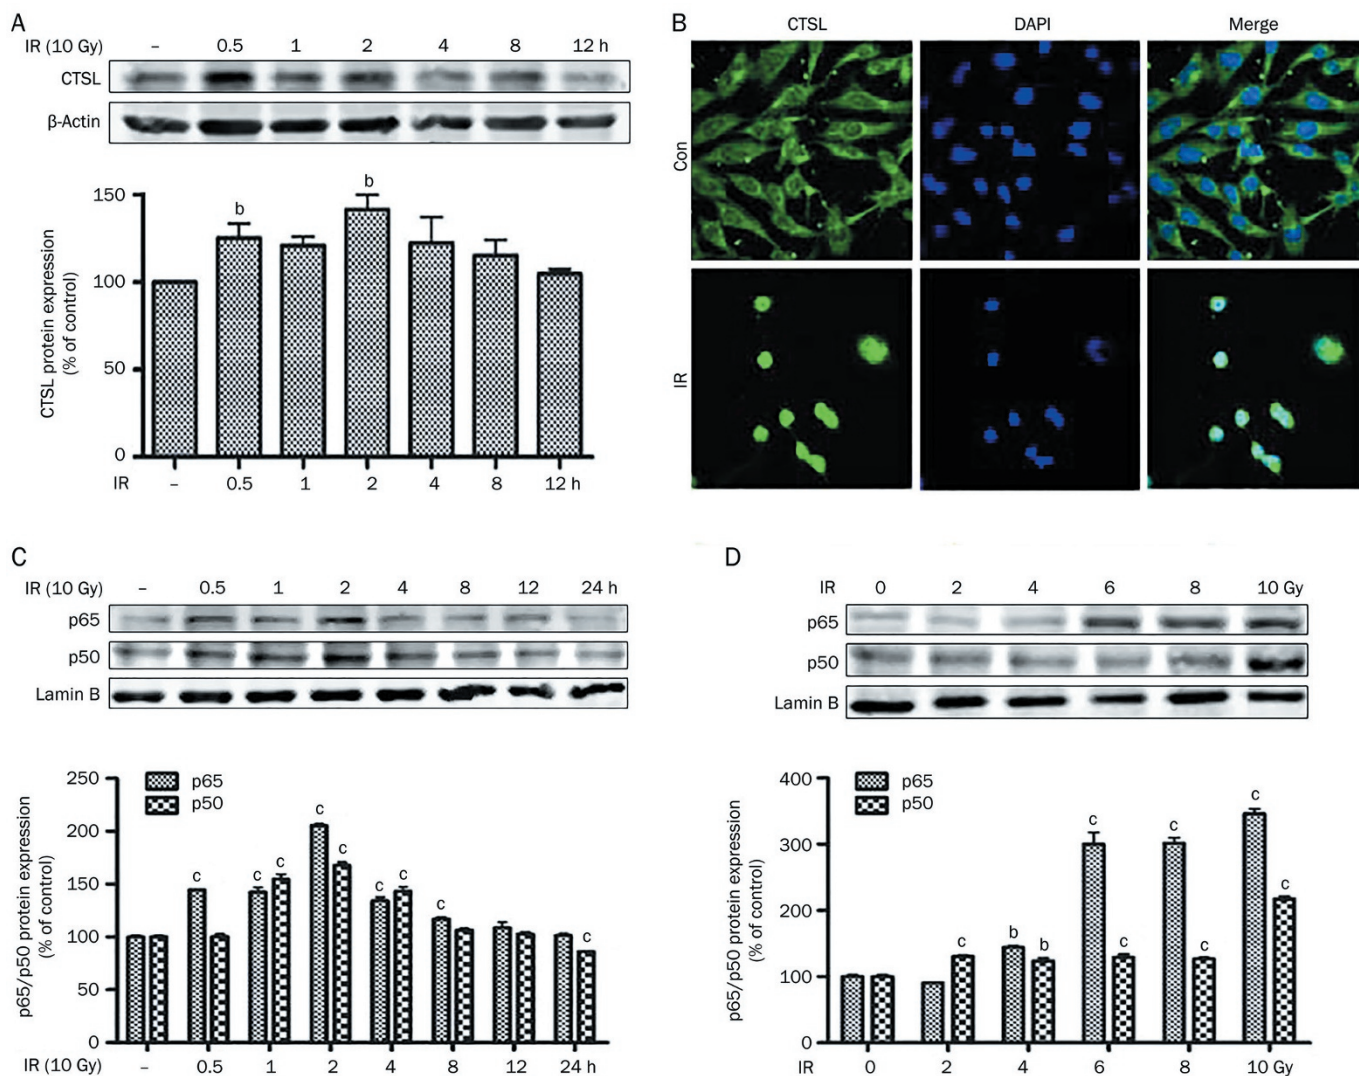 A
IR (10 Gy) – 0.5 1 2 4 8 12 h
CTSL
β-Actin
CTSL protein expression
(% of control)
150
100
50
0
b
b
IR – 0.5 1 2 4 8 12 h
B
CTSL DAPI Merge
Con
IR
C
IR (10 Gy) – 0.5 1 2 4 8 12 24 h
p65
p50
Lamin B
p65/p50 protein expression
(% of control)
250
200
150
100
50
0
p65
p50
c
c
c
c
c
c
c
c
c
IR (10 Gy) – 0.5 1 2 4 8 12 24 h
D
IR 0 2 4 6 8 10 Gy
p65
p50
Lamin B
p65/p50 protein expression
(% of control)
400
300
200
100
0
p65
p50
c
b
b
c
c
c
c
c
c
IR 0 2 4 6 8 10 Gy